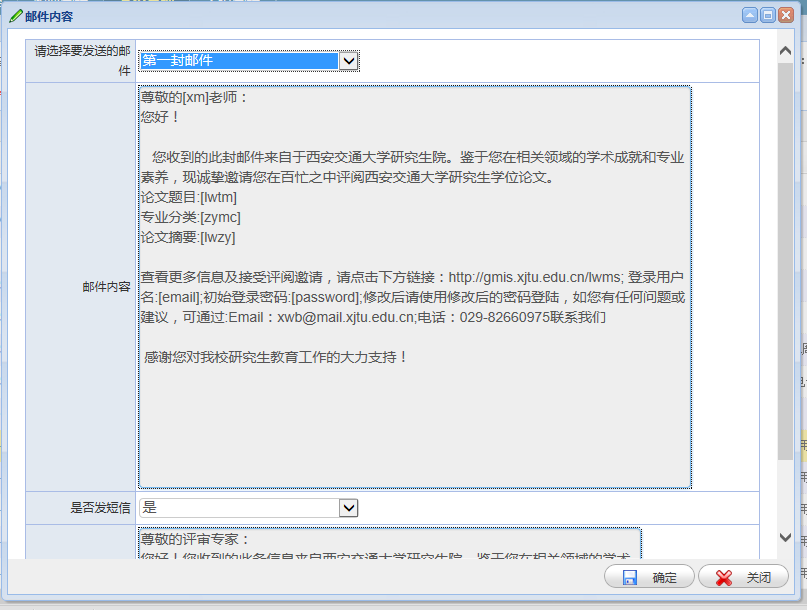 邮件内容
请选择要发送的邮
件
第一封邮件
邮件内容
尊敬的[xm]老师：
您好！
您收到的此封邮件来自于西安交通大学研究生院。鉴于您在相关领域的学术成就和专业
素养，现诚挚邀请您在百忙之中评阅西安交通大学研究生学位论文。
论文题目:[lwtm]
专业分类:[zymc]
论文摘要:[lwzy]
查看更多信息及接受评阅邀请，请点击下方链接：http://gmis.xjtu.edu.cn/lwms; 登录用户
名:[email];初始登录密码:[password];修改后请使用修改后的密码登陆，如您有任何问题或
建议，可通过:Email：xwb@mail.xjtu.edu.cn;电话：029-82660975联系我们
感谢您对我校研究生教育工作的大力支持！
是否发短信
是
尊敬的评审专家：
您好！您收到的此条信息来自西安交通大学研究生院。鉴于您在相关领域的学术
确定
关闭